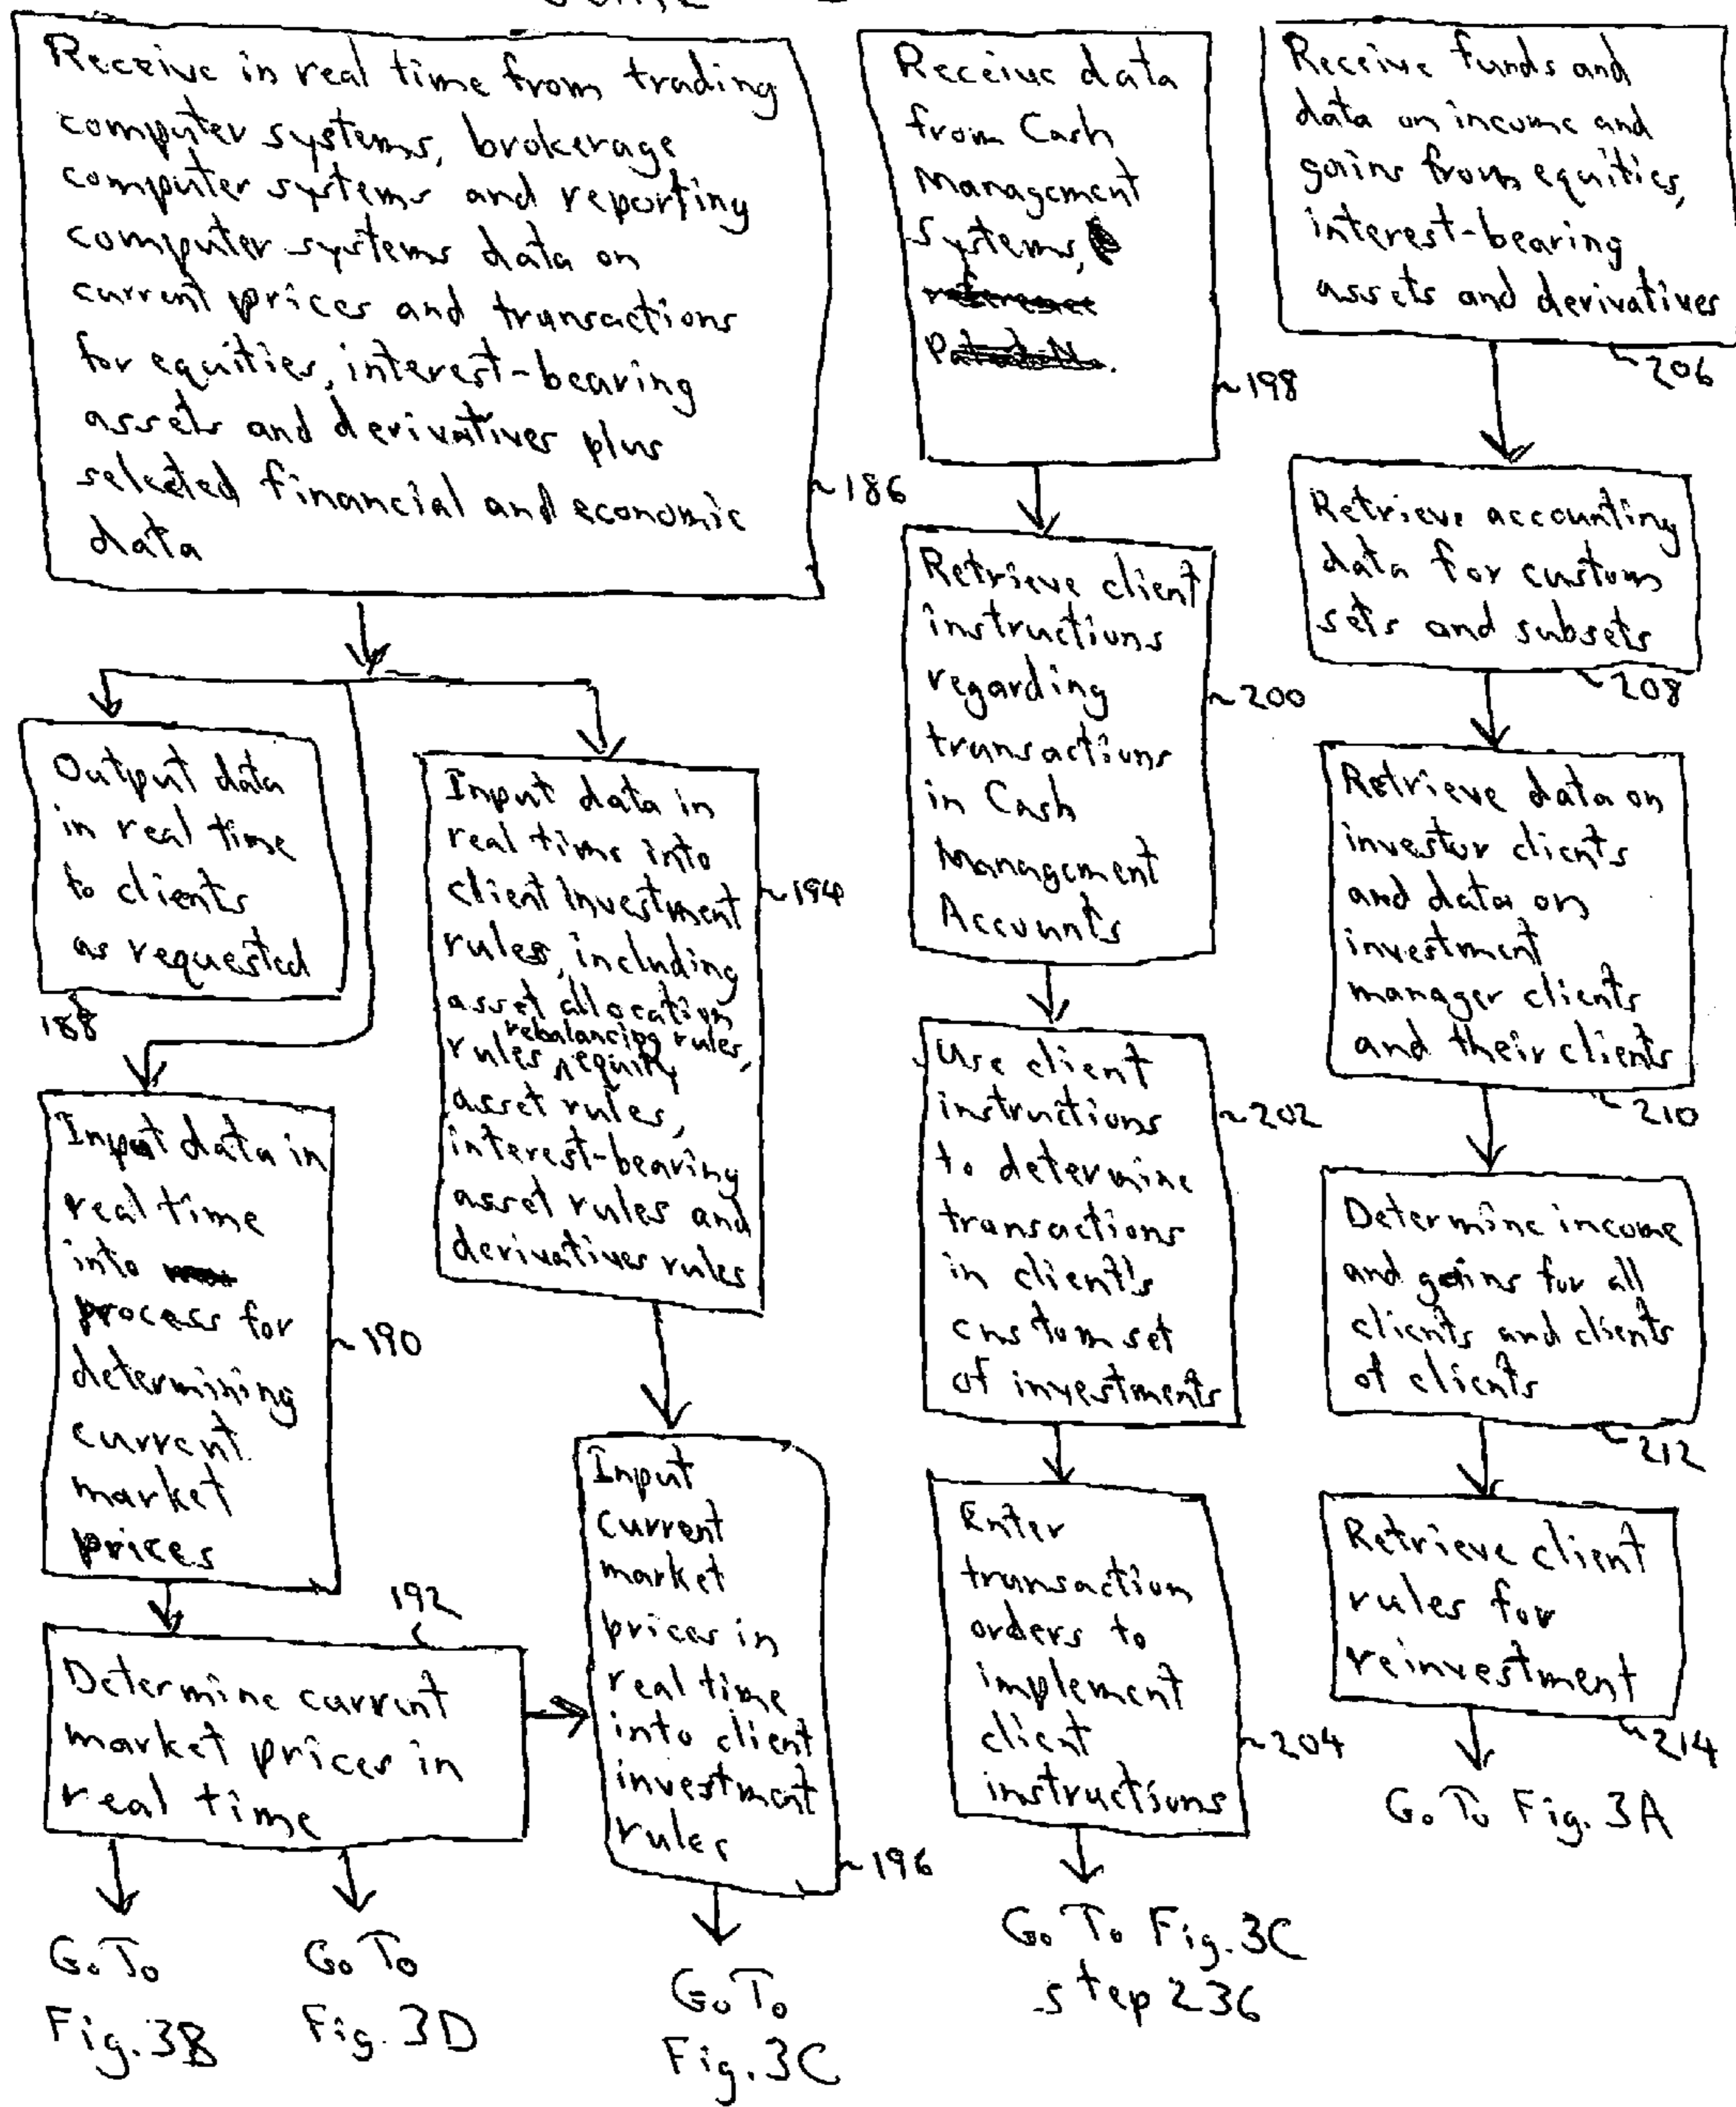 Receive in real time from trading
computer systems, brokerage
computer systems and reporting
computer systems data on
current prices and transactions
for equities, interest-bearing
assets and derivatives plus
selected financial and economic
data
~186
Output data
in real time
to clients
as requested
188
Input data in
real time
into
process for
determining
current
market
prices
~190
192
Determine current
market prices in
real time
Go To
Fig. 3B
Go To
Fig. 3D
Input data in
real time into
client investment
rules, including
asset allocation
rebalancing rules,
rules, equity
asset rules,
interest-bearing
asset rules and
derivatives rules
~194
Input
current
market
prices in
real time
into client
investment
rules
~196
Go To
Fig. 3C
Receive data
from Cash
Management
Systems,
reference
~198
Retrieve client
instructions
regarding
transactions
in Cash
Management
Accounts
~200
Use client
instructions
to determine
transactions
in client's
custom set
of investments
~202
Enter
transaction
orders to
implement
client
instructions
~204
Go To Fig. 3C
step 236
Receive funds and
data on income and
gains from equities,
interest-bearing
assets and derivatives
~206
Retrieve accounting
data for custom
sets and subsets
~208
Retrieve data on
investor clients
and data on
investment
manager clients
and their clients
~210
Determine income
and gains for all
clients and clients
of clients
~212
Retrieve client
rules for
reinvestment
~214
Go To Fig. 3A